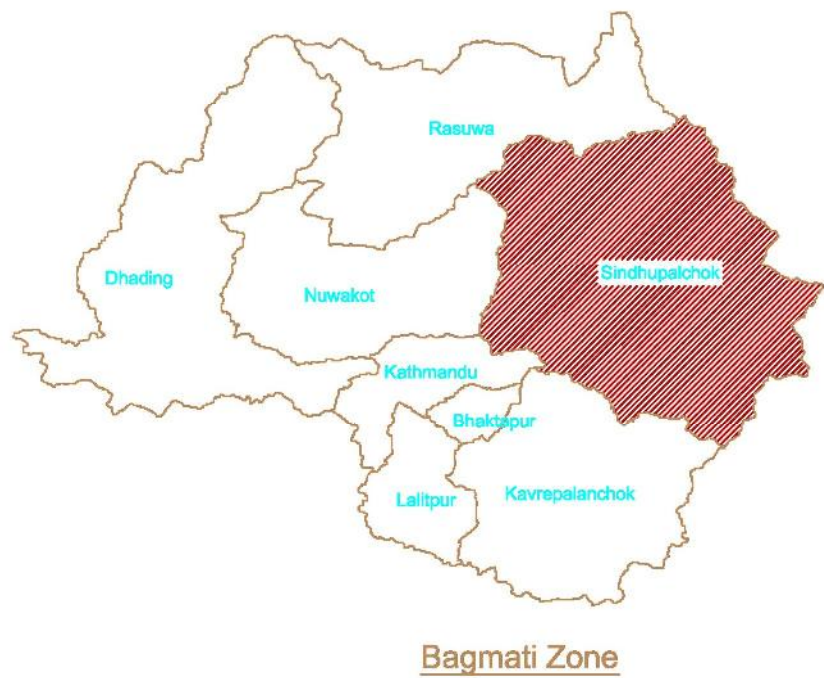 Rasuwa
Sindhupalchok
Dhading
Nuwakot
Kathmandu
Bhaktapur
Lalitpur
Kavrepalanchok
Bagmati Zone